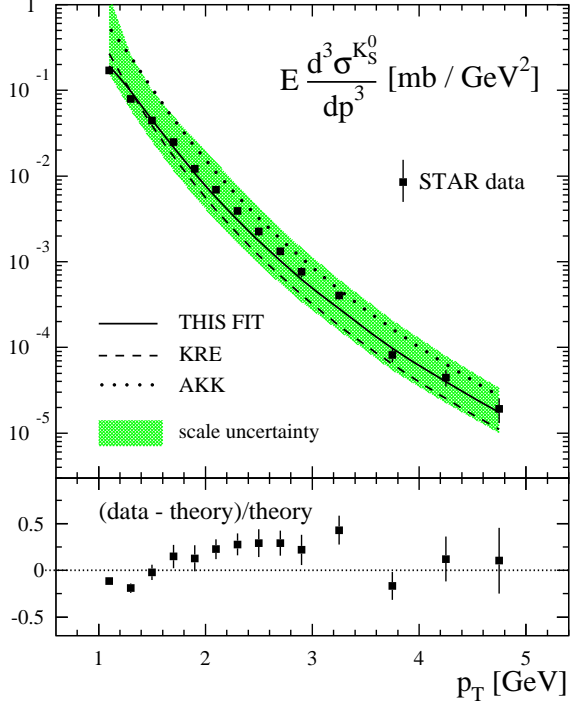 1
10^-1
10^-2
10^-3
10^-4
10^-5
E d^3 σ^{K_S^0} / dp^3 [mb / GeV^2]
STAR data
THIS FIT
KRE
AKK
scale uncertainty
(data - theory)/theory
0.5
0
-0.5
1 2 3 4 5
p_T [GeV]